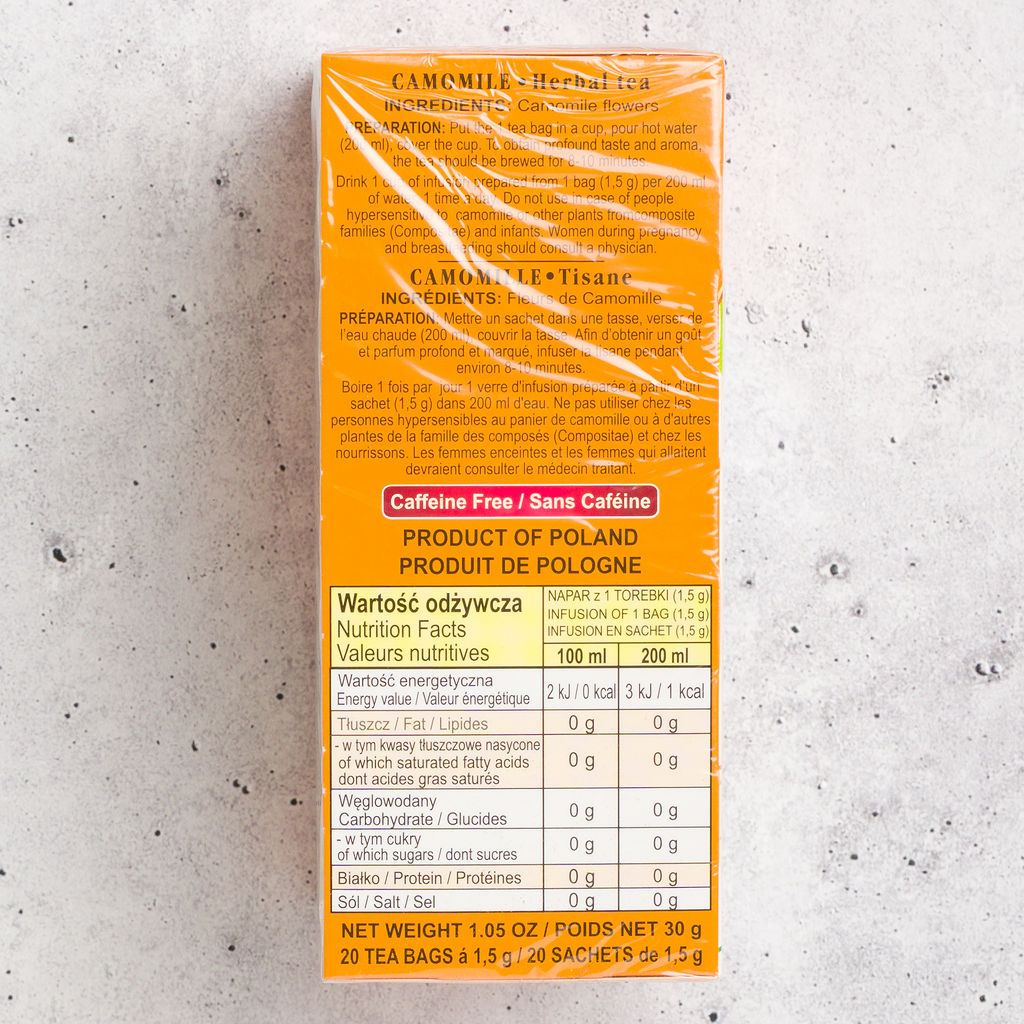 CAMOMILE • Herbal tea
INGREDIENTS: Camomile flowers
PREPARATION: Put the 1 tea bag in a cup, pour hot water
(200 ml), cover the cup. To obtain profound taste and aroma,
the tea should be brewed for 8-10 minutes.
Drink 1 cup of infusion prepared from 1 bag (1,5 g) per 200 ml
of water 1 time a day. Do not use in case of people
hypersensitive to camomile or other plants fromcomposite
families (Compositae) and infants. Women during pregnancy
and breastfeeding should consult a physician.
CAMOMILLE • Tisane
INGRÉDIENTS: Fleurs de Camomille
PRÉPARATION: Mettre un sachet dans une tasse, verser de
l'eau chaude (200 ml), couvrir la tasse. Afin d'obtenir un goût
et parfum profond et marqué, infuser la tisane pendant
environ 8-10 minutes.
Boire 1 fois par jour 1 verre d'infusion préparée à partir d'un
sachet (1,5 g) dans 200 ml d'eau. Ne pas utiliser chez les
personnes hypersensibles au panier de camomille ou à d'autres
plantes de la famille des composés (Compositae) et chez les
nourrissons. Les femmes enceintes et les femmes qui allaitent
devraient consulter le médecin traitant.
Caffeine Free / Sans Caféine
PRODUCT OF POLAND
PRODUIT DE POLOGNE
Wartość odżywcza
Nutrition Facts
Valeurs nutritives
NAPAR z 1 TOREBKI (1,5 g)
INFUSION OF 1 BAG (1,5 g)
INFUSION EN SACHET (1,5 g)
100 ml 200 ml
Wartość energetyczna
Energy value / Valeur énergétique 2 kJ / 0 kcal 3 kJ / 1 kcal
Tłuszcz / Fat / Lipides 0 g 0 g
- w tym kwasy tłuszczowe nasycone
of which saturated fatty acids 0 g 0 g
dont acides gras saturés
Węglowodany
Carbohydrate / Glucides 0 g 0 g
- w tym cukry
of which sugars / dont sucres 0 g 0 g
Białko / Protein / Protéines 0 g 0 g
Sól / Salt / Sel 0 g 0 g
NET WEIGHT 1.05 OZ / POIDS NET 30 g
20 TEA BAGS á 1,5 g / 20 SACHETS de 1,5 g